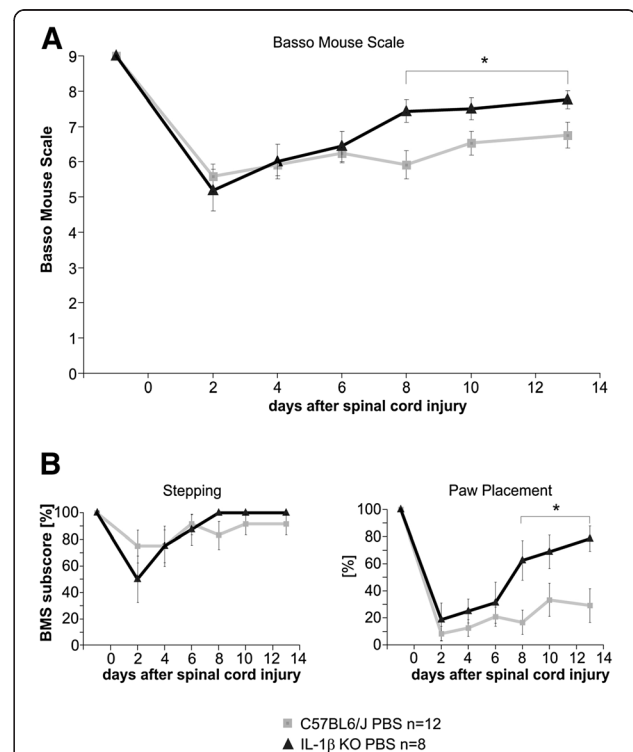 A
Basso Mouse Scale
Basso Mouse Scale
9
8
7
6
5
4
3
2
1
0
*
0 2 4 6 8 10 12 14
days after spinal cord injury
B
Stepping
BMS subscore [%]
100
80
60
40
20
0
0 2 4 6 8 10 12 14
days after spinal cord injury
Paw Placement
[%]
100
80
60
40
20
0
*
0 2 4 6 8 10 12 14
days after spinal cord injury
C57BL6/J PBS n=12
IL-1β KO PBS n=8